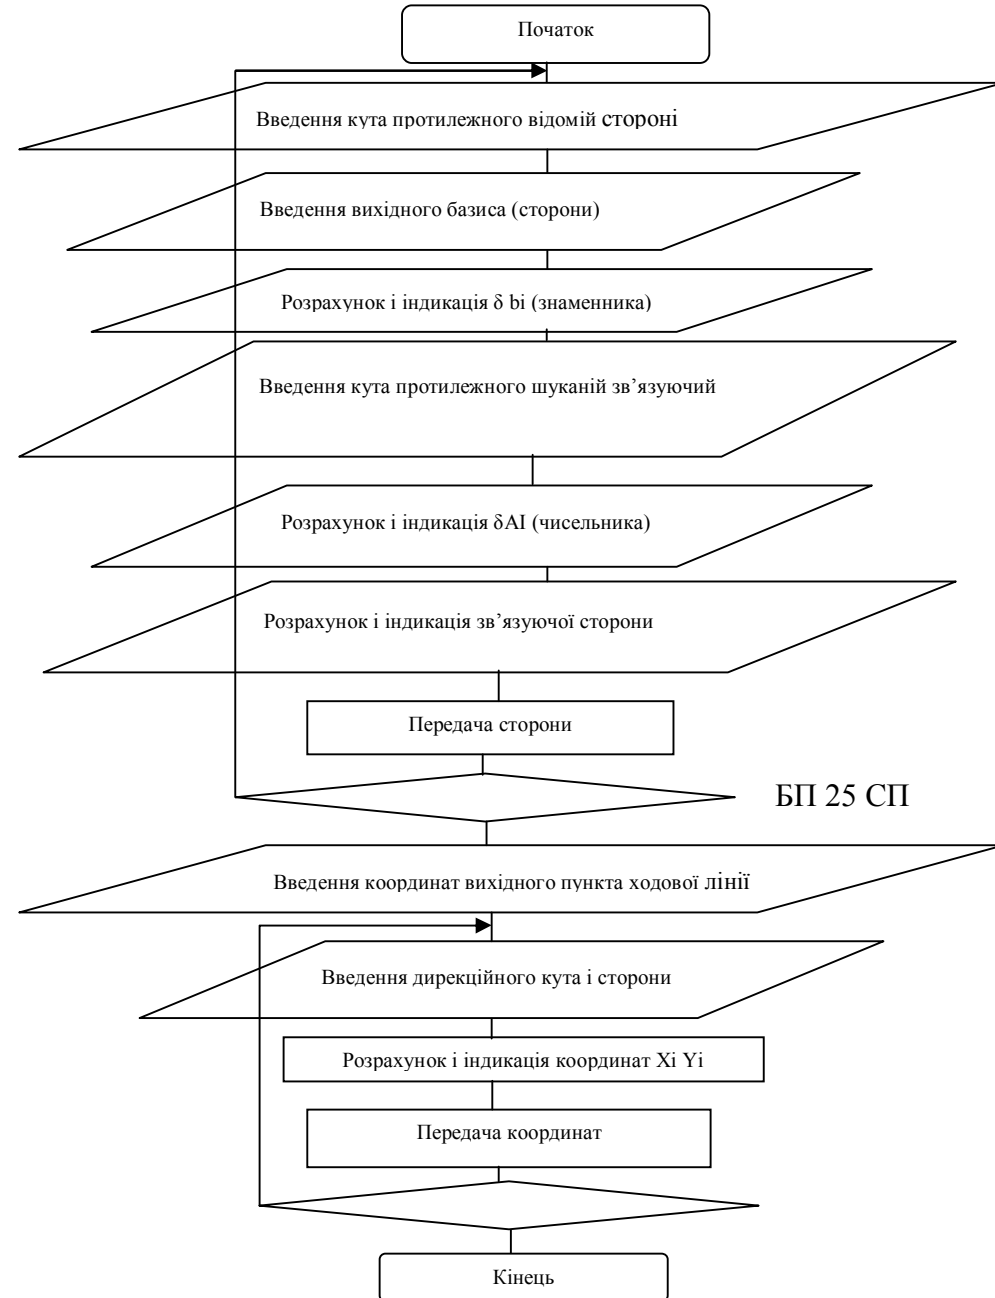 Початок
Введення кута протилежного відомій стороні
Введення вихідного базиса (сторони)
Розрахунок і індикація δ bi (знаменника)
Введення кута протилежного шуканій зв’язуючий
Розрахунок і індикація δАІ (чисельника)
Розрахунок і індикація зв’язуючої сторони
Передача сторони
БП 25 СП
Введення координат вихідного пункта ходової лінії
Введення дирекційного кута і сторони
Розрахунок і індикація координат Xi Yi
Передача координат
Кінець